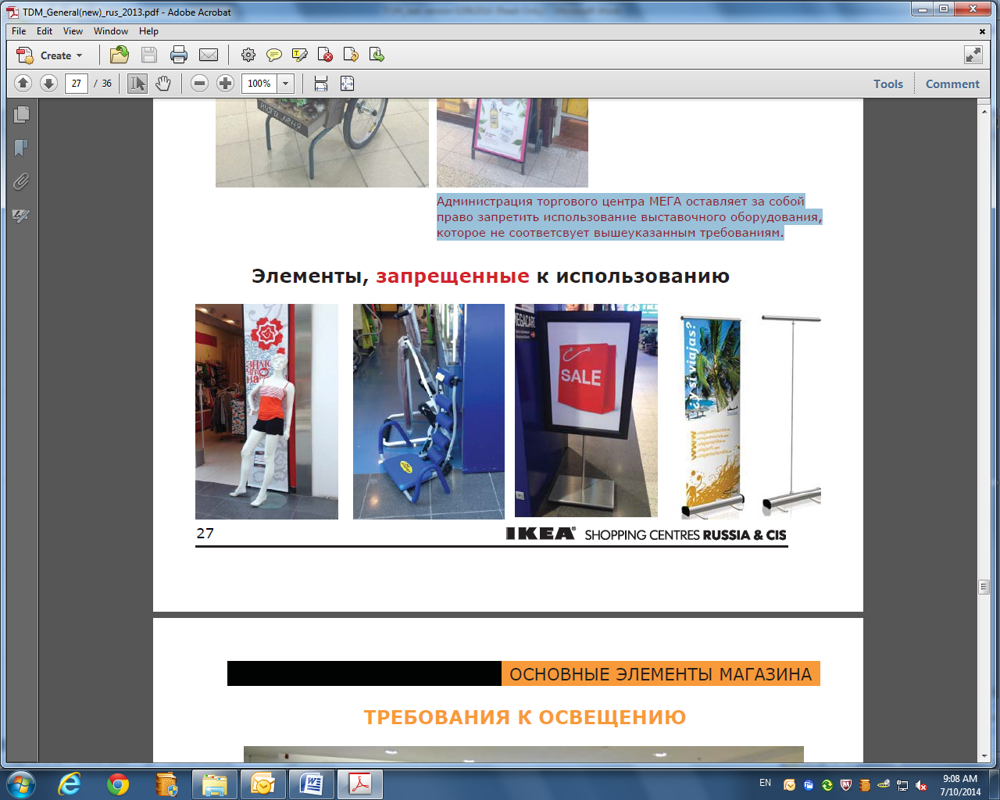 TDM_General(new)_rus_2013.pdf - Adobe Acrobat
File Edit View Window Help
Create
27 / 36 100% Tools Comment
Администрация торгового центра МЕГА оставляет за собой
право запретить использование выставочного оборудования,
которое не соответсвует вышеуказанным требованиям.
Элементы, запрещенные к использованию
MEGACARD
SALE
¿y si viajas?
www
27
IKEA® SHOPPING CENTRES RUSSIA & CIS
ОСНОВНЫЕ ЭЛЕМЕНТЫ МАГАЗИНА
ТРЕБОВАНИЯ К ОСВЕЩЕНИЮ
EN
9:08 AM
7/10/2014